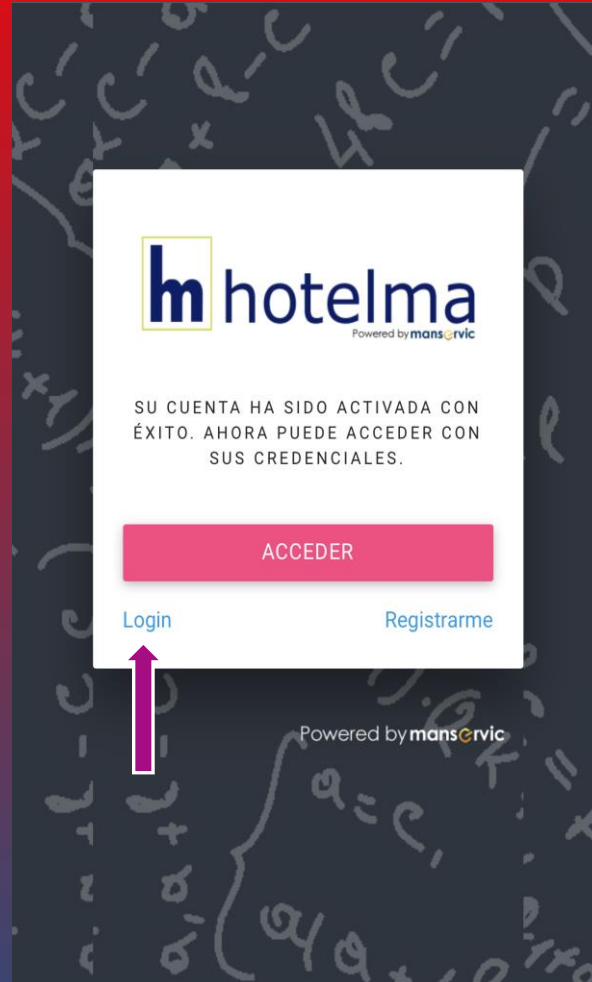 hm hotelma
Powered by manservic
SU CUENTA HA SIDO ACTIVADA CON
ÉXITO. AHORA PUEDE ACCEDER CON
SUS CREDENCIALES.
ACCEDER
Login Registrarme
Powered by manservic
a = c,